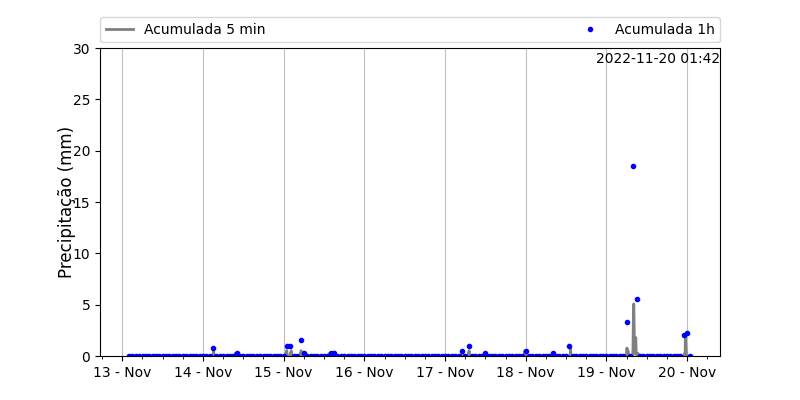 Acumulada 5 min
Acumulada 1h
2022-11-20 01:42
Precipitação (mm)
30
25
20
15
10
5
0
13 - Nov
14 - Nov
15 - Nov
16 - Nov
17 - Nov
18 - Nov
19 - Nov
20 - Nov